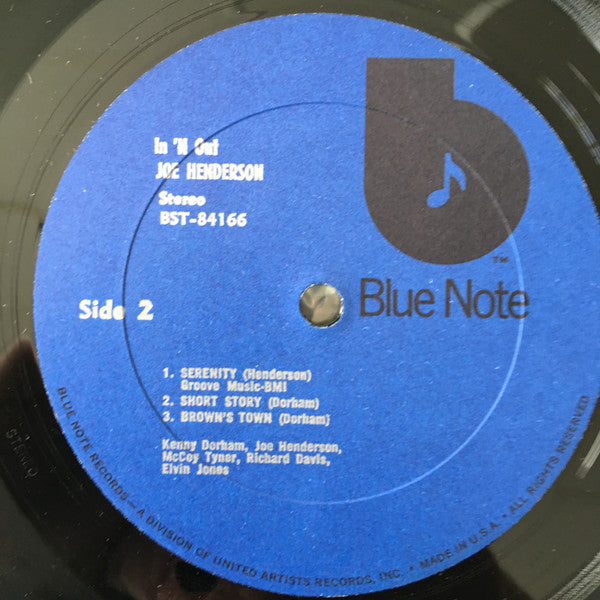 In 'N Out
JOE HENDERSON
Stereo
BST-84166
b
TM
Blue Note
Side 2
1. SERENITY (Henderson)
Groove Music-BMI
2. SHORT STORY (Dorham)
3. BROWN'S TOWN (Dorham)
Kenny Dorham, Joe Henderson,
McCoy Tyner, Richard Davis,
Elvin Jones
BLUE NOTE RECORDS — A DIVISION OF UNITED ARTISTS RECORDS, INC. • MADE IN U.S.A. • ALL RIGHTS RESERVED
STEREO